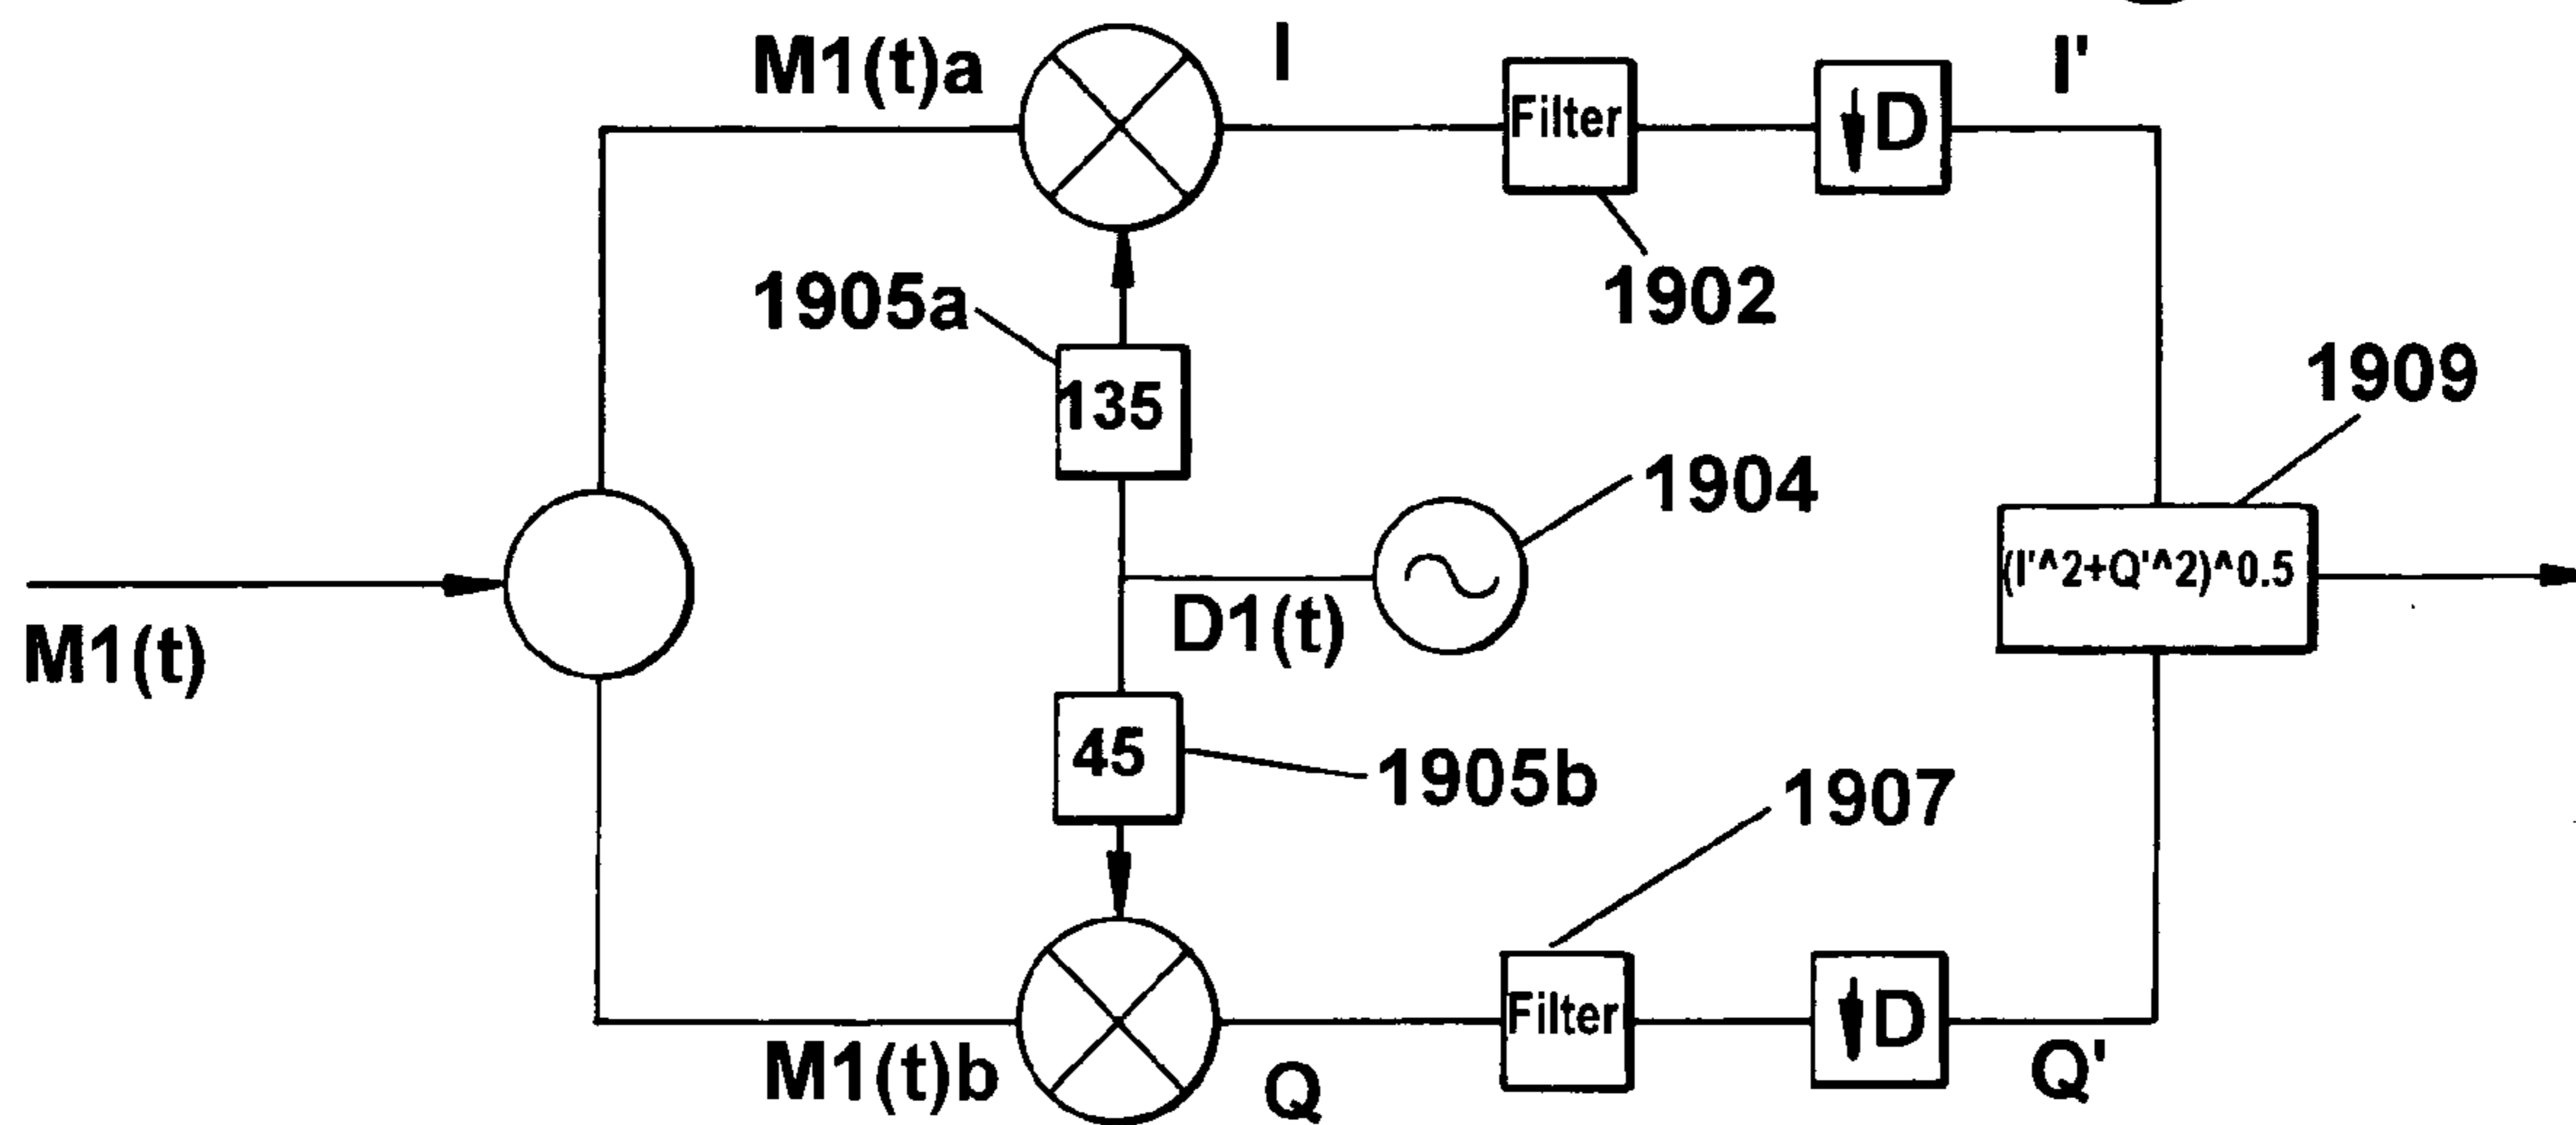 M1(t)a
I
Filter
D
I'
1905a
135
1902
1909
1904
M1(t)
D1(t)
(I'^2+Q'^2)^0.5
45
1905b
1907
M1(t)b
Q
Filter
D
Q'